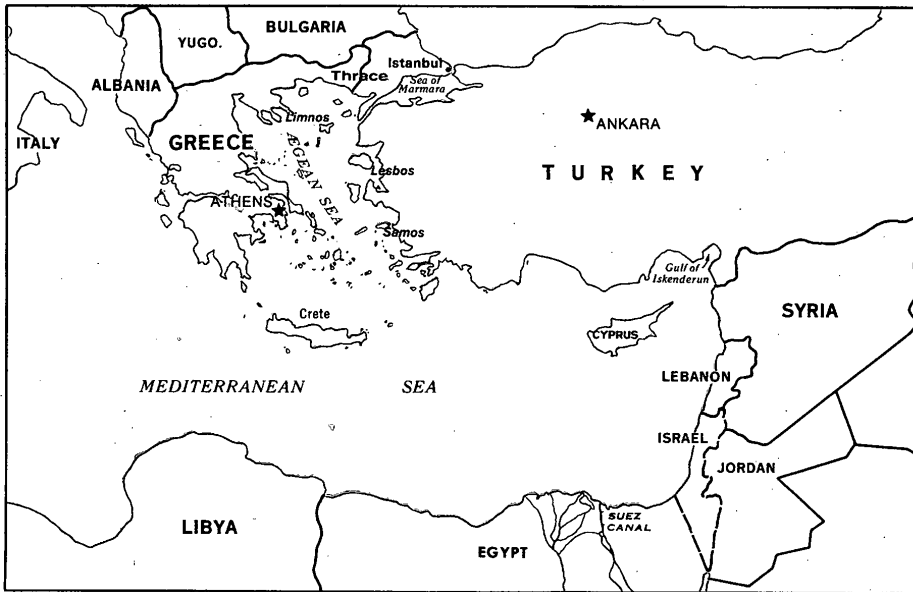 BULGARIA
YUGO.
Istanbul
Thrace
Sea of
Marmara
ALBANIA
Limnos
ANKARA
ITALY
GREECE
ÆGEAN SEA
TURKEY
Lesbos
ATHENS
Samos
Gulf of
Iskenderun
Crete
SYRIA
CYPRUS
MEDITERRANEAN SEA
LEBANON
ISRAEL
JORDAN
LIBYA
SUEZ
CANAL
EGYPT